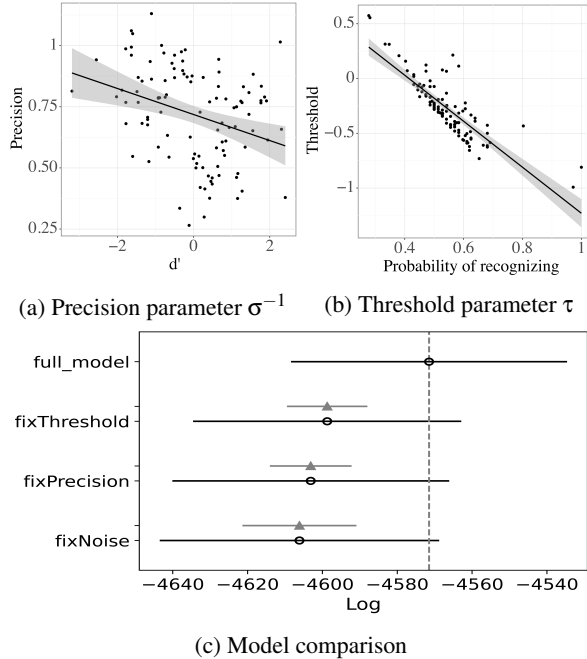 1
0.75
0.50
0.25
Precision
−2
0
2
d'
0.5
0
−0.5
−1
Threshold
0.4
0.6
0.8
1
Probability of recognizing
(a) Precision parameter σ⁻¹
(b) Threshold parameter τ
full_model
fixThreshold
fixPrecision
fixNoise
−4640 −4620 −4600 −4580 −4560 −4540
Log
(c) Model comparison